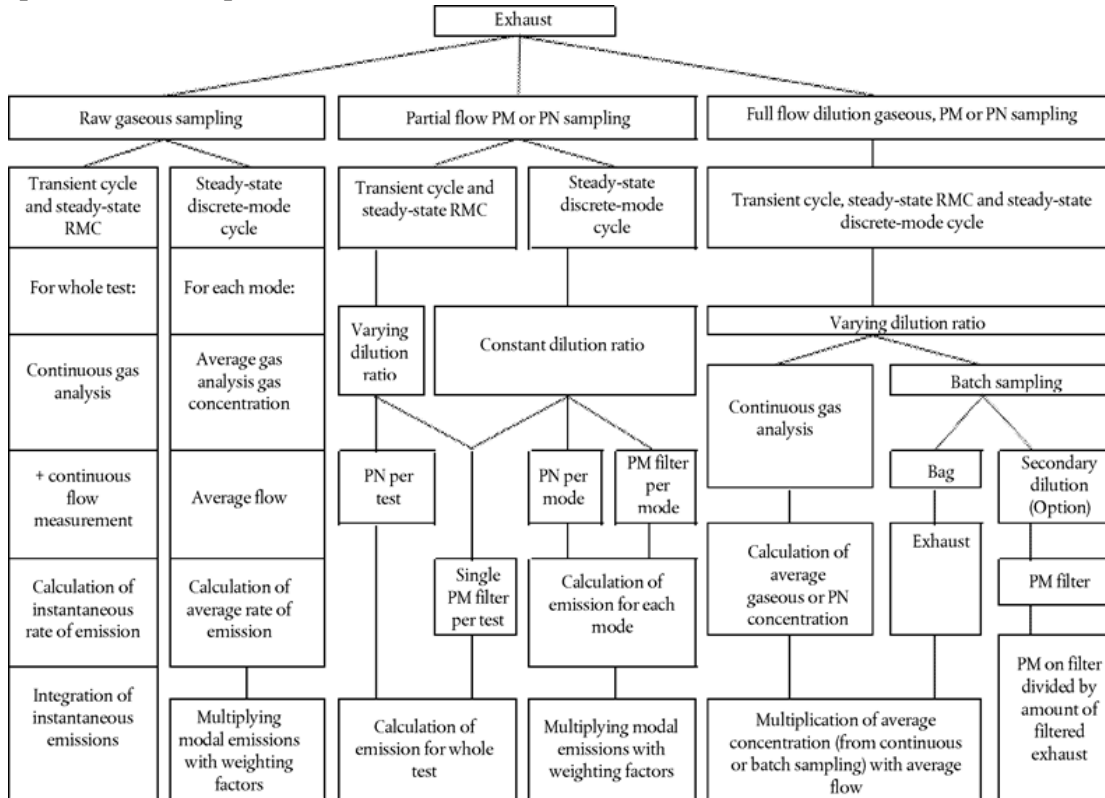 Exhaust
Raw gaseous sampling
Partial flow PM or PN sampling
Full flow dilution gaseous, PM or PN sampling
Transient cycle
and steady-state
RMC
Steady-state
discrete-mode
cycle
Transient cycle and
steady-state RMC
Steady-state
discrete-mode
cycle
Transient cycle, steady-state RMC and steady-state
discrete-mode cycle
For whole test:
For each mode:
Varying
dilution
ratio
Constant dilution ratio
Varying dilution ratio
Continuous gas
analysis
Average gas
analysis gas
concentration
Continuous gas
analysis
Batch sampling
+ continuous
flow
measurement
Average flow
PN per
test
PN per
mode
PM filter
per
mode
Bag
Secondary
dilution
(Option)
Calculation of
instantaneous
rate of emission
Calculation of
average rate of
emission
Single
PM filter
per test
Calculation of
emission for each
mode
Calculation of
average
gaseous or PN
concentration
Exhaust
PM filter
Integration of
instantaneous
emissions
Multiplying
modal emissions
with weighting
factors
Calculation of
emission for whole
test
Multiplying modal
emissions with
weighting factors
Multiplication of average
concentration (from continuous
or batch sampling) with average
flow
PM on filter
divided by
amount of
filtered
exhaust